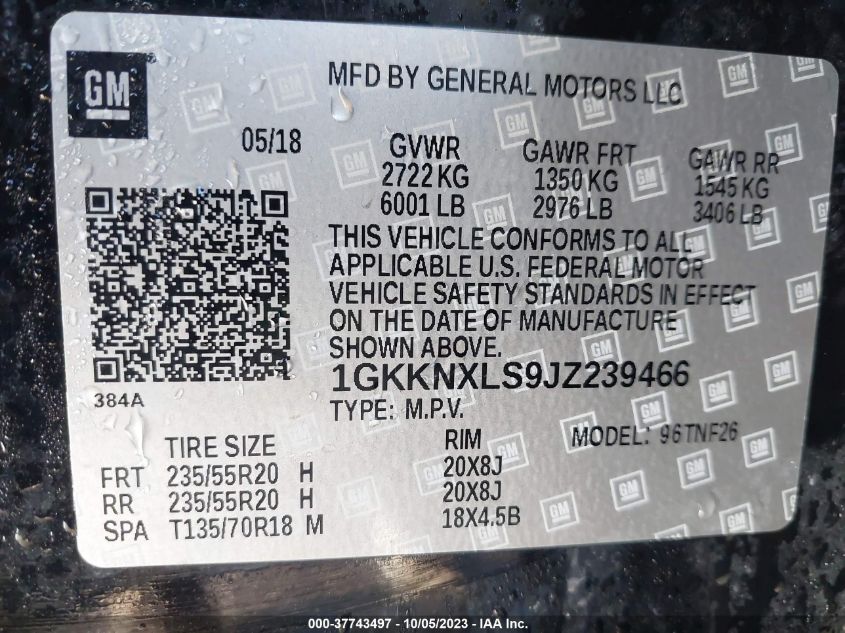 GM
MFD BY GENERAL MOTORS LLC
05/18
GVWR GAWR FRT GAWR RR
2722 KG 1350 KG 1545 KG
6001 LB 2976 LB 3406 LB
THIS VEHICLE CONFORMS TO ALL
APPLICABLE U.S. FEDERAL MOTOR
VEHICLE SAFETY STANDARDS IN EFFECT
ON THE DATE OF MANUFACTURE
SHOWN ABOVE.
1GKKNXLS9JZ239466
384A
TYPE: M.P.V.
TIRE SIZE RIM MODEL: 96TNF26
FRT 235/55R20 H 20X8J
RR 235/55R20 H 20X8J
SPA T135/70R18 M 18X4.5B
000-37743497 - 10/05/2023 - IAA Inc.